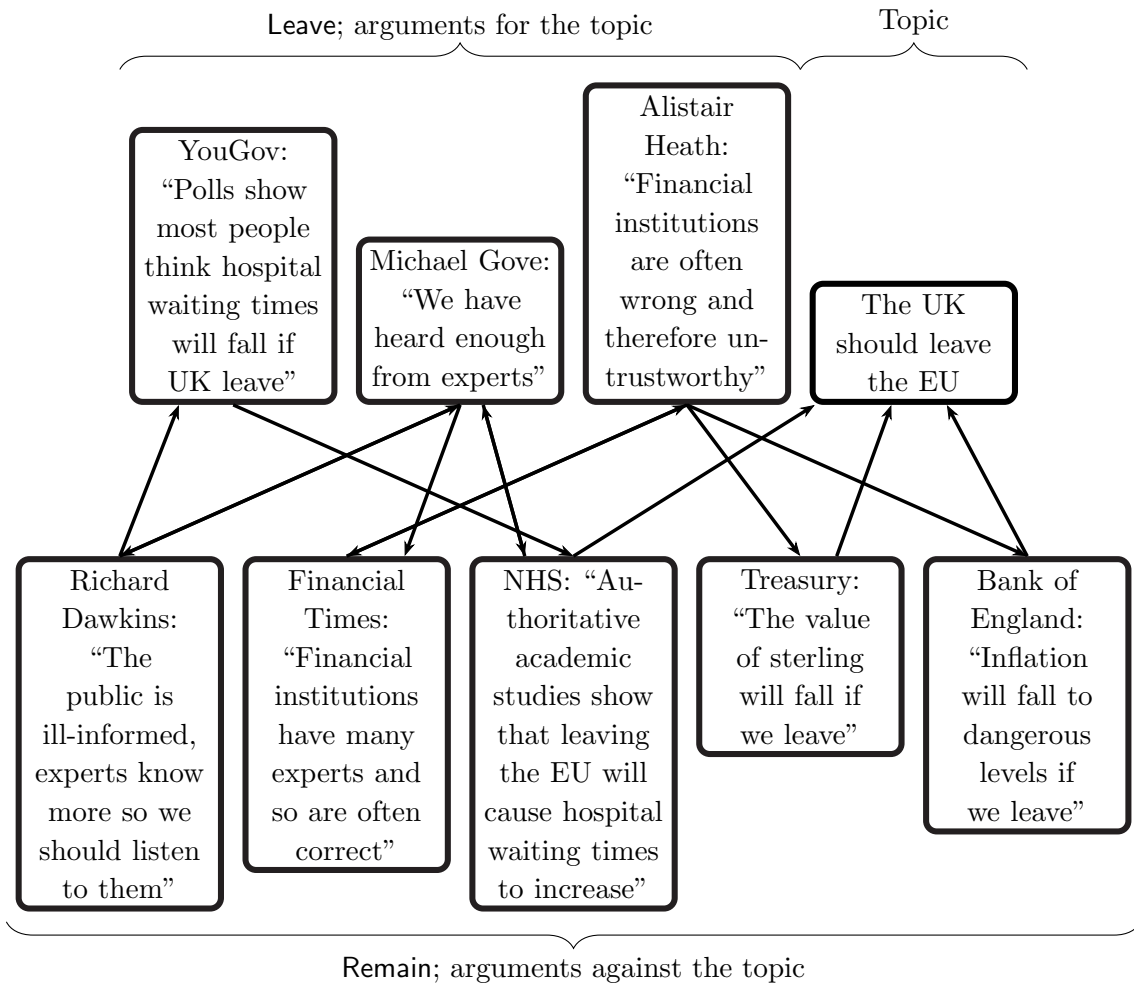 Leave; arguments for the topic
Topic
YouGov:
“Polls show
most people
think hospital
waiting times
will fall if
UK leave”
Michael Gove:
“We have
heard enough
from experts”
Alistair
Heath:
“Financial
institutions
are often
wrong and
therefore un-
trustworthy”
The UK
should leave
the EU
Richard
Dawkins:
“The
public is
ill-informed,
experts know
more so we
should listen
to them”
Financial
Times:
“Financial
institutions
have many
experts and
so are often
correct”
NHS: “Au-
thoritative
academic
studies show
that leaving
the EU will
cause hospital
waiting times
to increase”
Treasury:
“The value
of sterling
will fall if
we leave”
Bank of
England:
“Inflation
will fall to
dangerous
levels if
we leave”
Remain; arguments against the topic